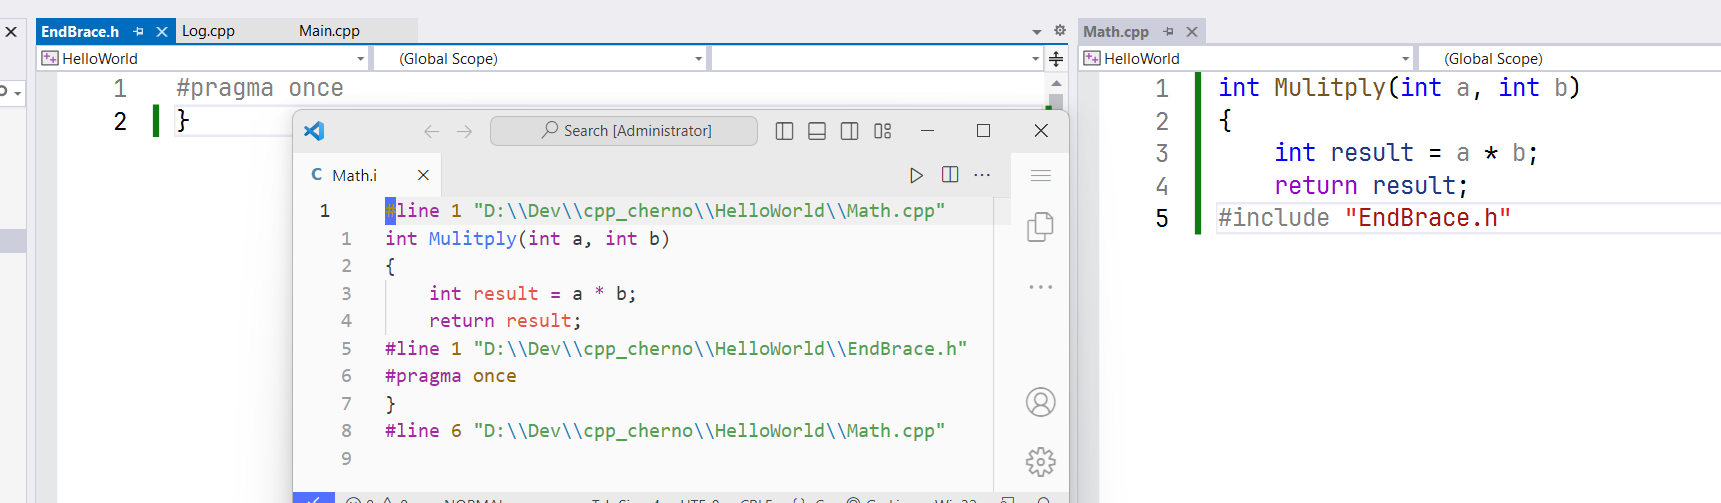 EndBrace.h Log.cpp Main.cpp
HelloWorld (Global Scope)
1 #pragma once
2 }
Search [Administrator]
C Math.i
1 #line 1 "D:\\Dev\\cpp_cherno\\HelloWorld\\Math.cpp"
1 int Mulitply(int a, int b)
2 {
3 int result = a * b;
4 return result;
5 #line 1 "D:\\Dev\\cpp_cherno\\HelloWorld\\EndBrace.h"
6 #pragma once
7 }
8 #line 6 "D:\\Dev\\cpp_cherno\\HelloWorld\\Math.cpp"
9
Math.cpp
HelloWorld (Global Scope)
1 int Mulitply(int a, int b)
2 {
3 int result = a * b;
4 return result;
5 #include "EndBrace.h"